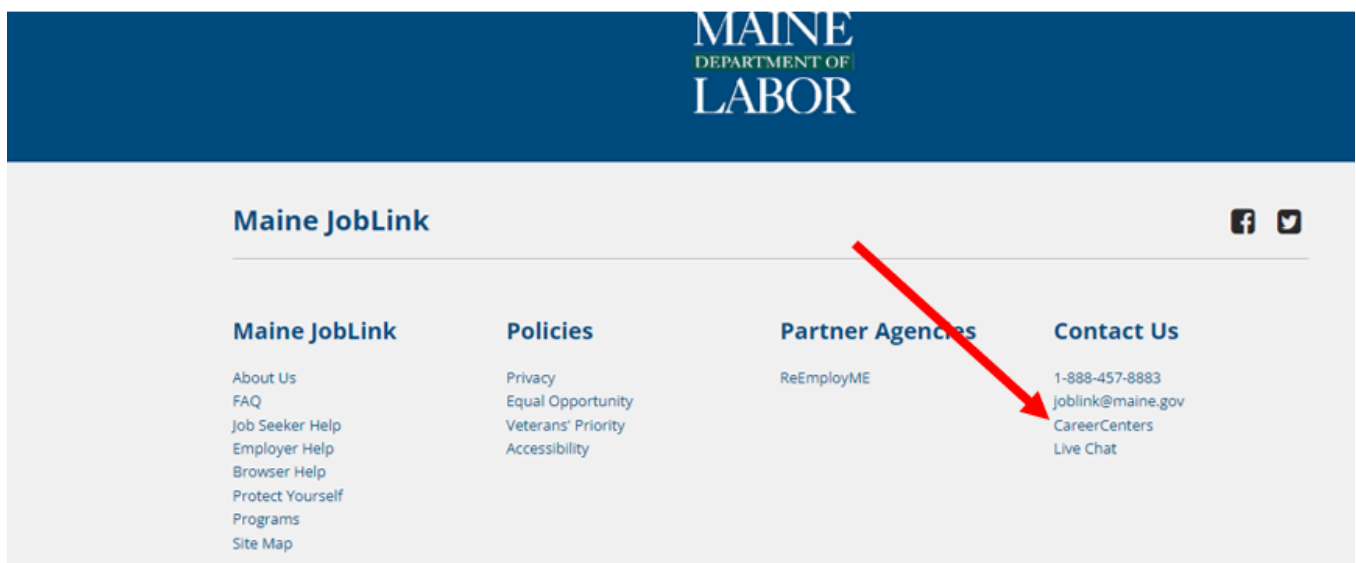 MAINE
DEPARTMENT OF
LABOR
Maine JobLink
Maine JobLink
About Us
FAQ
Job Seeker Help
Employer Help
Browser Help
Protect Yourself
Programs
Site Map
Policies
Privacy
Equal Opportunity
Veterans' Priority
Accessibility
Partner Agencies
ReEmployME
Contact Us
1-888-457-8883
joblink@maine.gov
CareerCenters
Live Chat